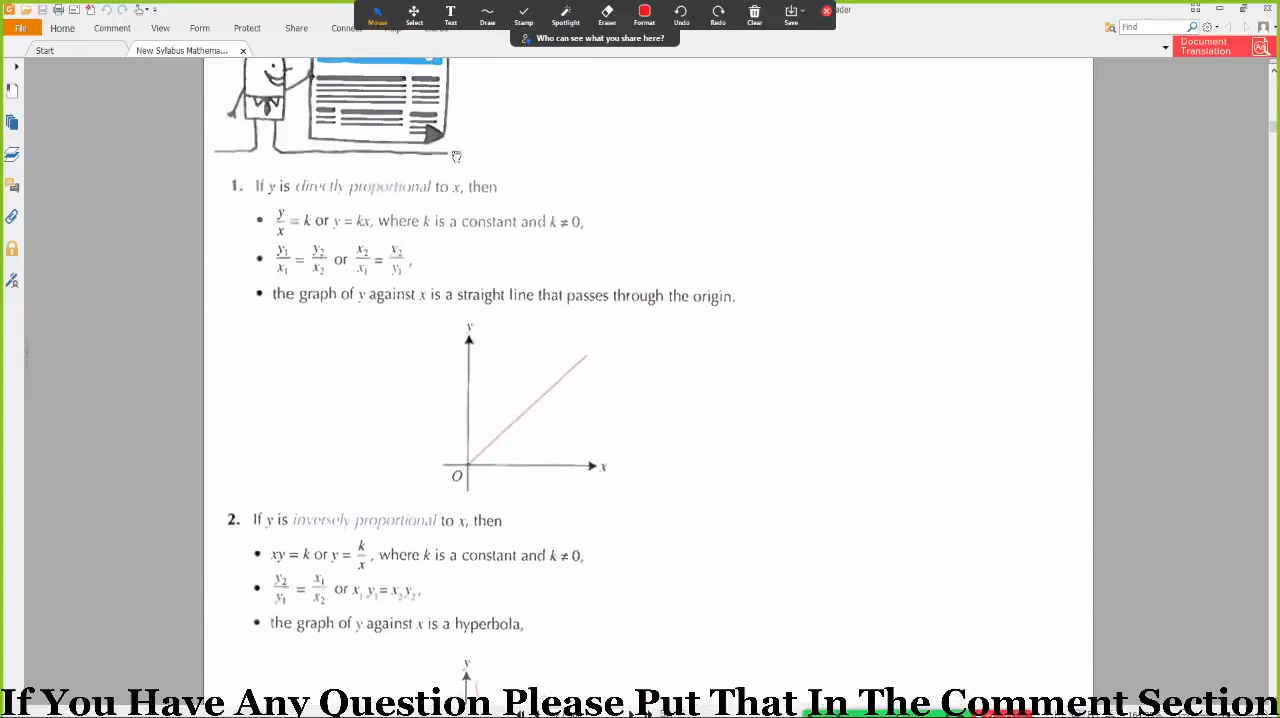 Mouse Select Text Draw Stamp Spotlight Eraser Format Undo Redo Clear Save
ader
Who can see what you share here?
File Home Comment View Form Protect Share Connect
Find
Start
New Syllabus Mathema...
Document
Translation
1. If y is directly proportional to x, then
• y/x = k or y = kx, where k is a constant and k ≠ 0,
• y₁/x₁ = y₂/x₂ or x₂/x₁ = y₂/y₁,
• the graph of y against x is a straight line that passes through the origin.
y
O
x
2. If y is inversely proportional to x, then
• xy = k or y = k/x, where k is a constant and k ≠ 0,
• y₂/y₁ = x₁/x₂ or x₁y₁ = x₂y₂,
• the graph of y against x is a hyperbola,
y
If You Have Any Question Please Put That In The Comment Section